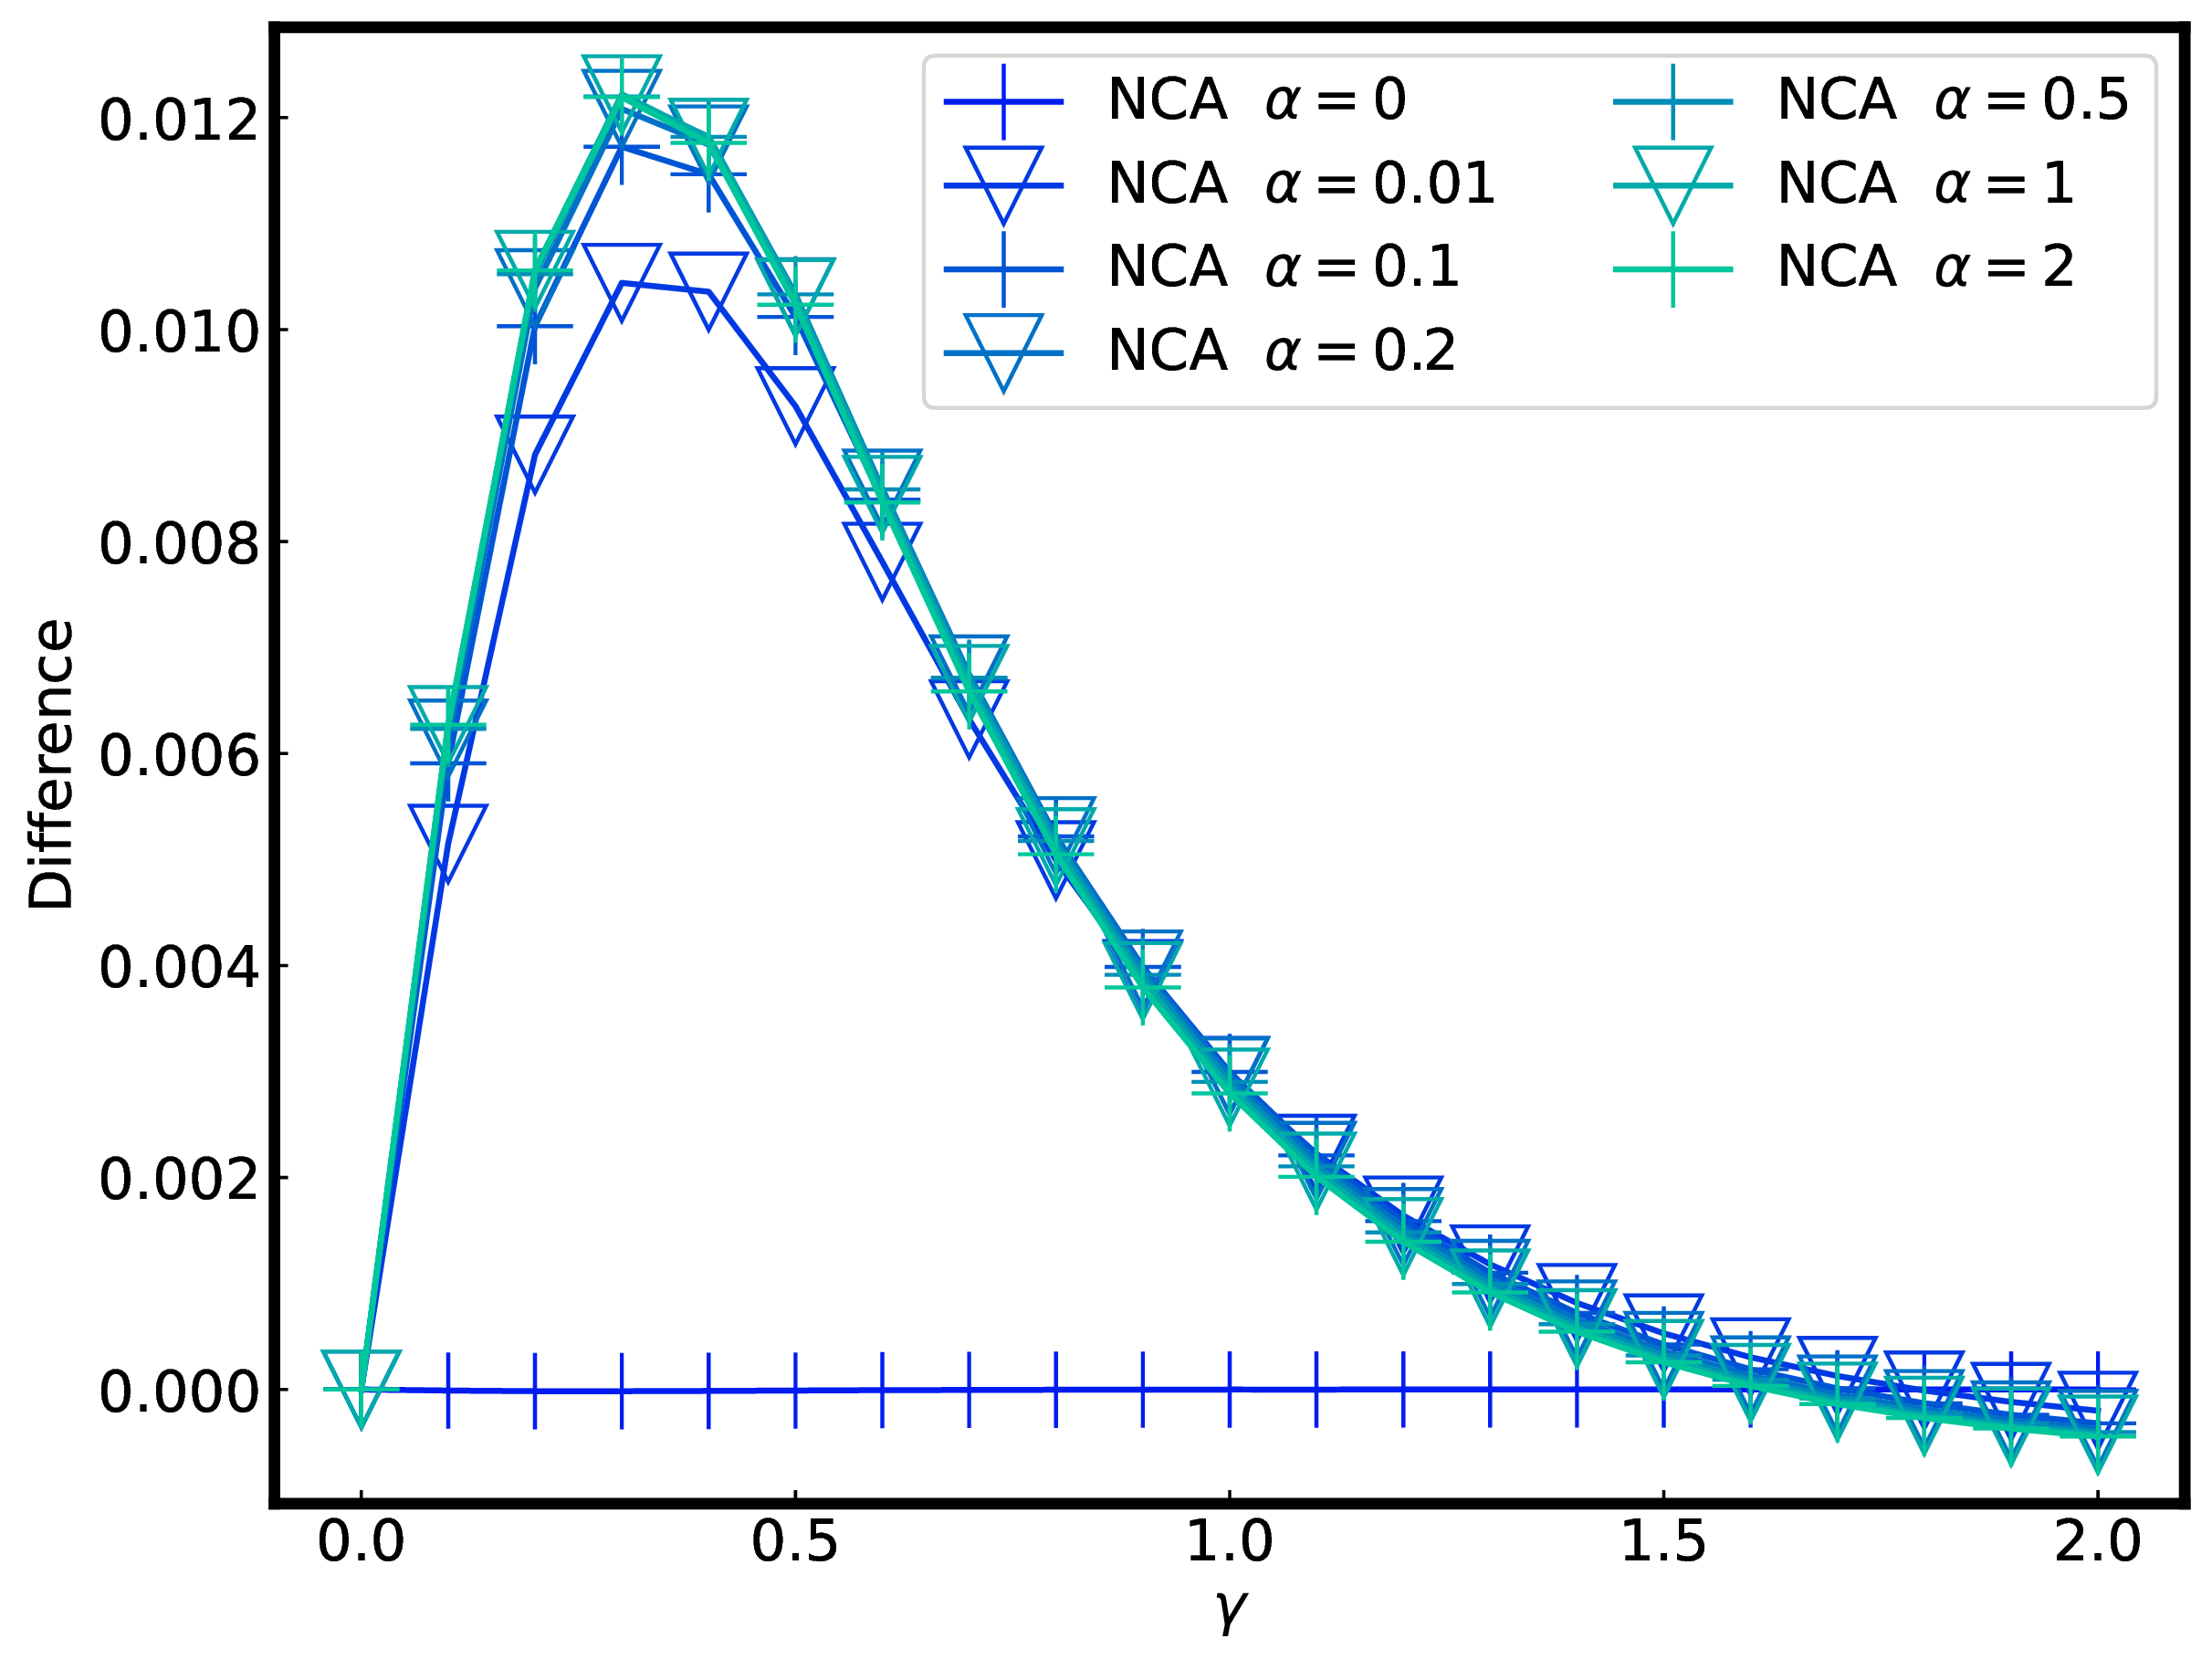 NCA α = 0
NCA α = 0.01
NCA α = 0.1
NCA α = 0.2
NCA α = 0.5
NCA α = 1
NCA α = 2
Difference
0.012
0.010
0.008
0.006
0.004
0.002
0.000
0.0 0.5 1.0 1.5 2.0
γ